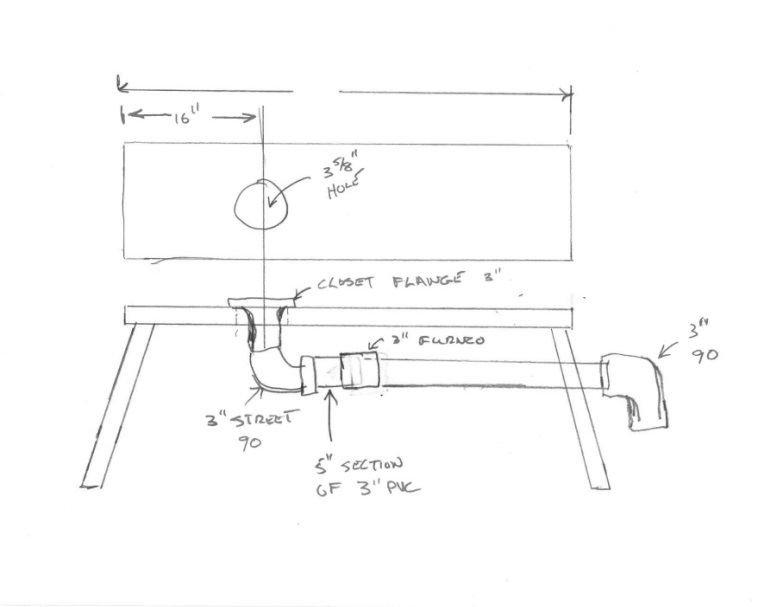 16"
3 5/8"
HOLE
CLOSET FLANGE 3"
3" FURNCO
3"
90
3" STREET
90
5" SECTION
OF 3" PVC